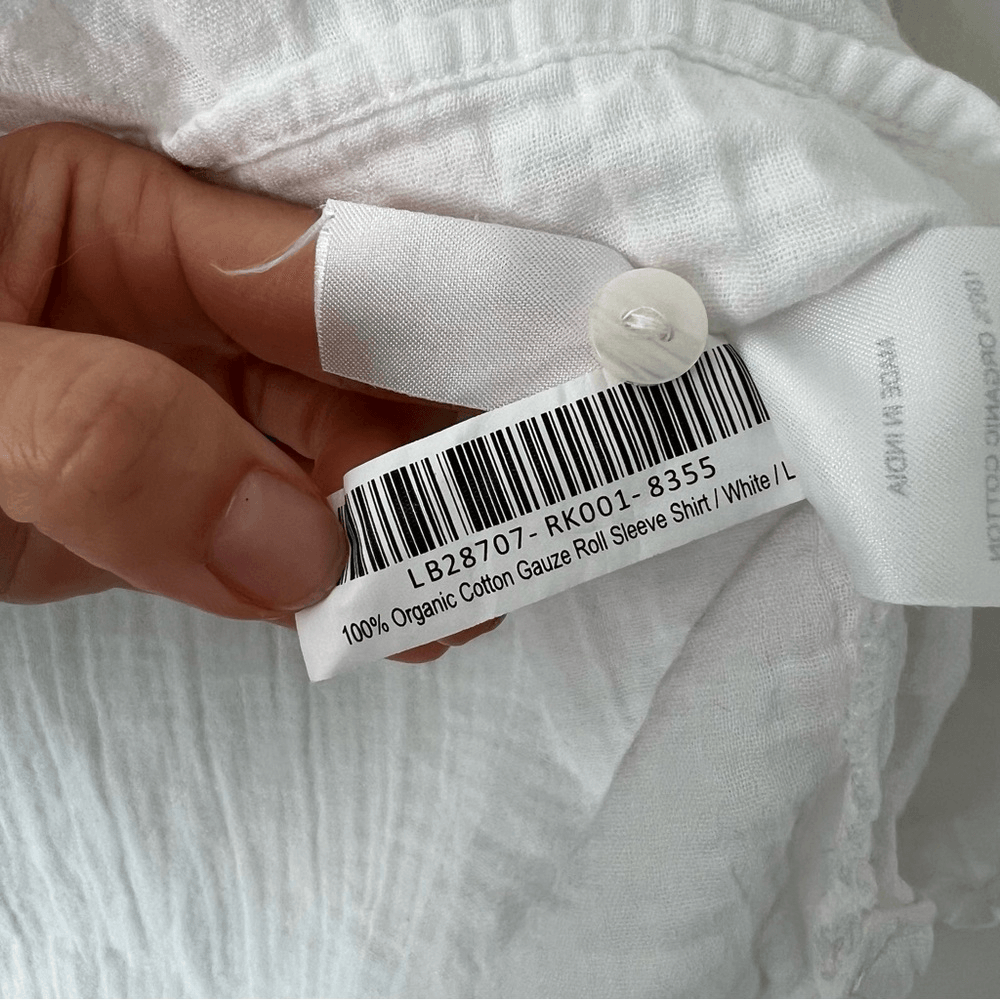 LB28707-RK001-8355
100% Organic Cotton Gauze Roll Sleeve Shirt / White / L
MADE IN INDIA
100% ORGANIC COTTON